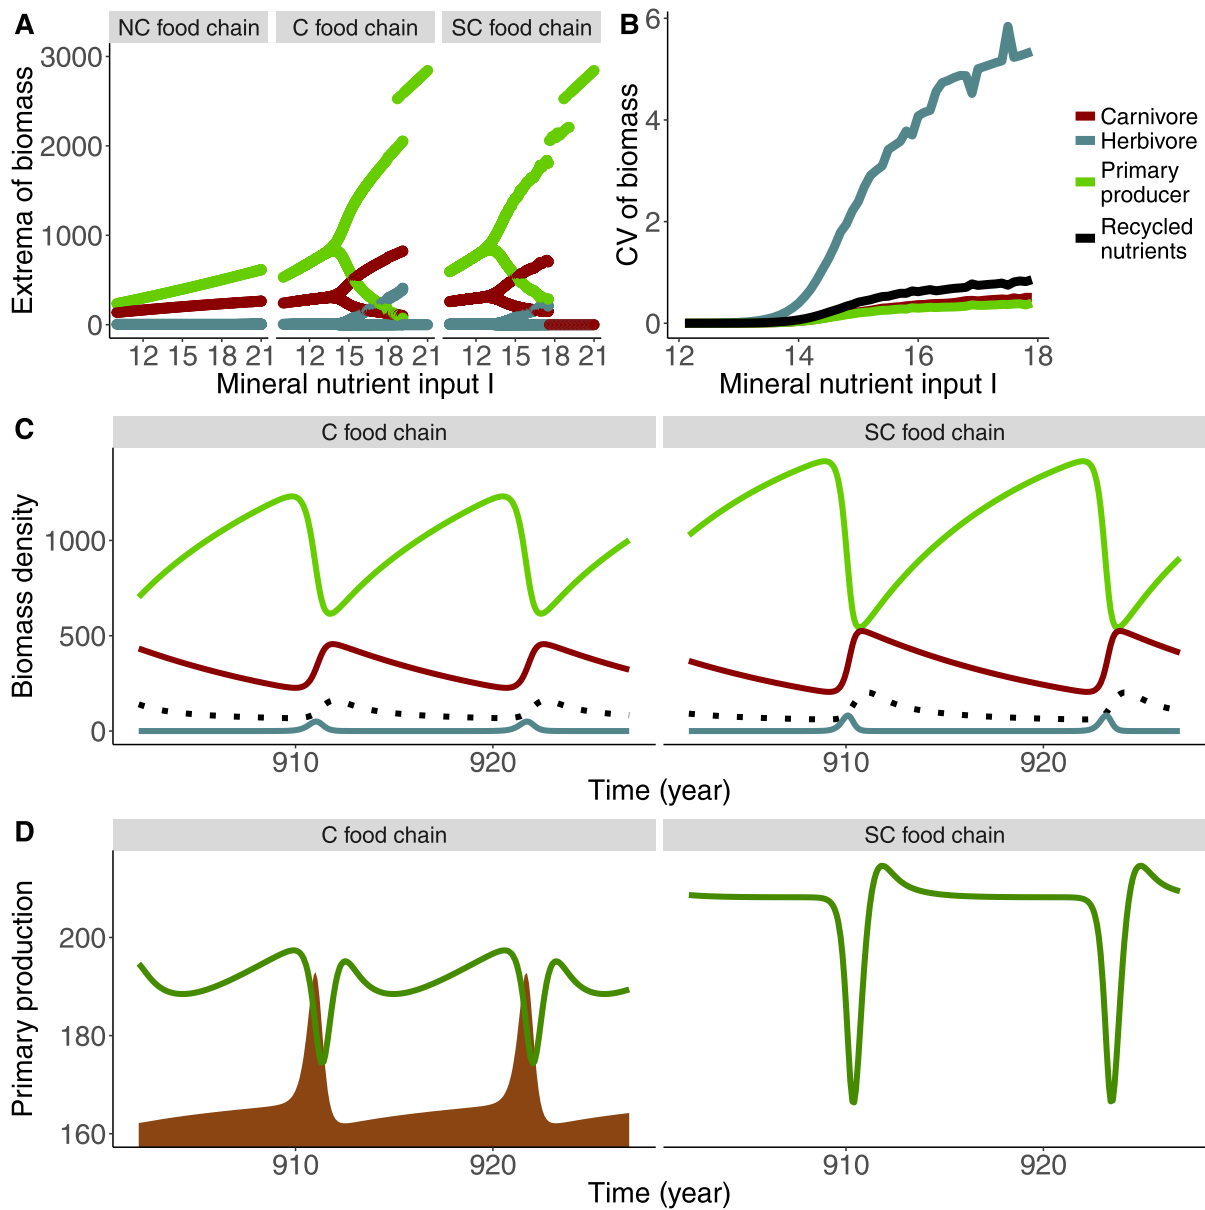 A
NC food chain
C food chain
SC food chain
Extrema of biomass
3000
2000
1000
0
12 15 18 21
12 15 18 21
12 15 18 21
Mineral nutrient input I
B
CV of biomass
6
4
2
0
12 14 16 18
Mineral nutrient input I
Carnivore
Herbivore
Primary
producer
Recycled
nutrients
C
C food chain
SC food chain
Biomass density
1000
500
0
910 920
910 920
Time (year)
D
C food chain
SC food chain
Primary production
200
180
160
910 920
910 920
Time (year)